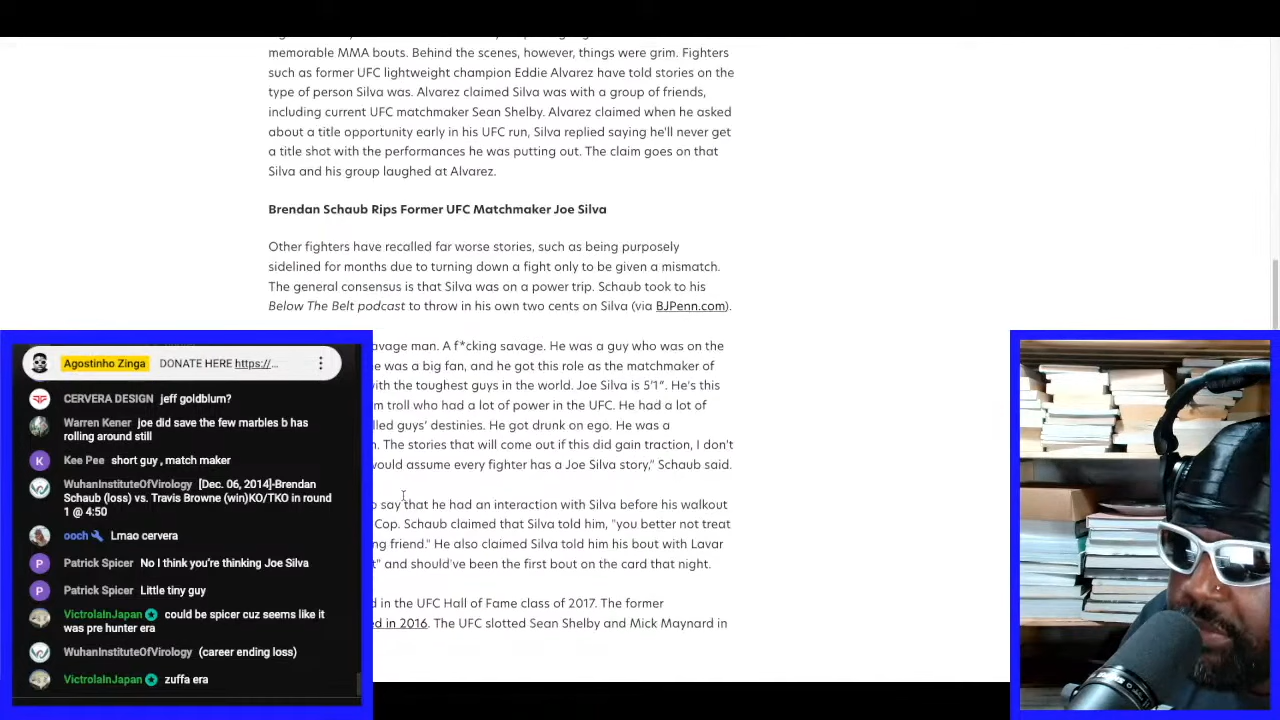 memorable MMA bouts. Behind the scenes, however, things were grim. Fighters
such as former UFC lightweight champion Eddie Alvarez have told stories on the
type of person Silva was. Alvarez claimed Silva was with a group of friends,
including current UFC matchmaker Sean Shelby. Alvarez claimed when he asked
about a title opportunity early in his UFC run, Silva replied saying he'll never get
a title shot with the performances he was putting out. The claim goes on that
Silva and his group laughed at Alvarez.
Brendan Schaub Rips Former UFC Matchmaker Joe Silva
Other fighters have recalled far worse stories, such as being purposely
sidelined for months due to turning down a fight only to be given a mismatch.
The general consensus is that Silva was on a power trip. Schaub took to his
Below The Belt podcast to throw in his own two cents on Silva (via BJPenn.com).
avage man. A f*cking savage. He was a guy who was on the
e was a big fan, and he got this role as the matchmaker of
with the toughest guys in the world. Joe Silva is 5'1". He's this
m troll who had a lot of power in the UFC. He had a lot of
lled guys' destinies. He got drunk on ego. He was a
. The stories that will come out if this did gain traction, I don't
would assume every fighter has a Joe Silva story," Schaub said.
say that he had an interaction with Silva before his walkout
Cop. Schaub claimed that Silva told him, "you better not treat
ng friend." He also claimed Silva told him his bout with Lavar
" and should've been the first bout on the card that night.
d in the UFC Hall of Fame class of 2017. The former
ed in 2016. The UFC slotted Sean Shelby and Mick Maynard in
Agostinho Zinga DONATE HERE https://...
CERVERA DESIGN jeff goldblum?
Warren Kener joe did save the few marbles b has
rolling around still
Kee Pee short guy , match maker
WuhanInstituteOfVirology [Dec. 06, 2014]-Brendan
Schaub (loss) vs. Travis Browne (win)KO/TKO in round
1 @ 4:50
ooch Lmao cervera
Patrick Spicer No I think you're thinking Joe Silva
Patrick Spicer Little tiny guy
VictrolaInJapan could be spicer cuz seems like it
was pre hunter era
WuhanInstituteOfVirology (career ending loss)
VictrolaInJapan zuffa era